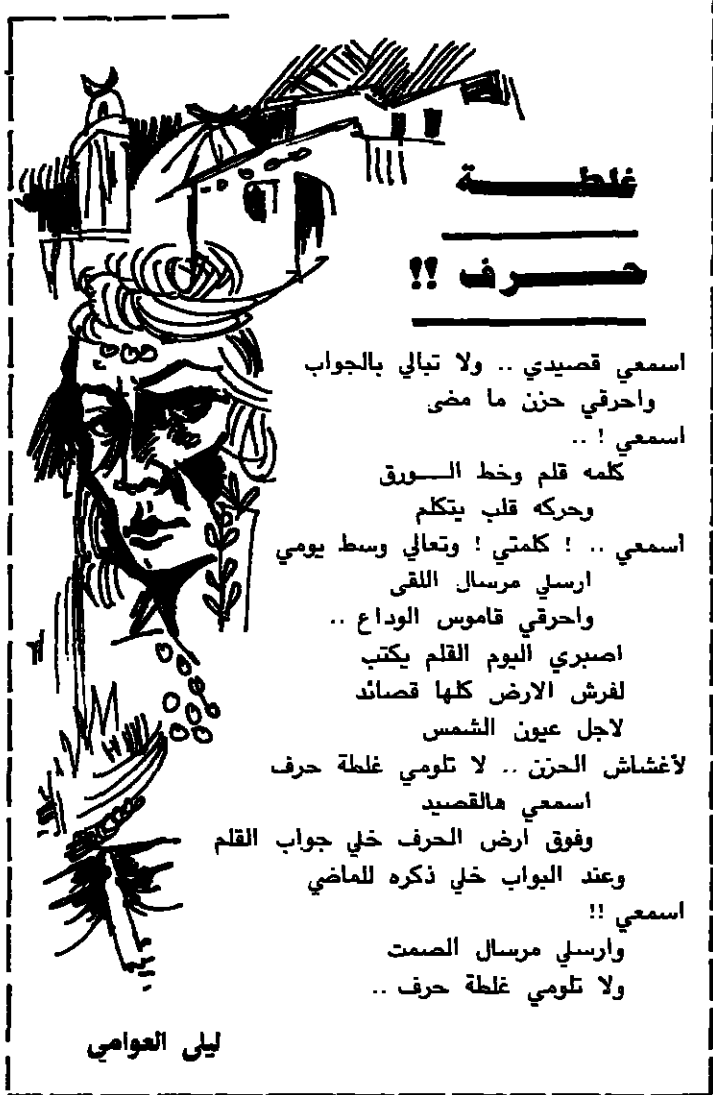 غلطة
حرف !!
اسمعي قصيدي .. ولا تبالي بالجواب
واحرقي حزن ما مضى
اسمعي ! ..
كلمه قلم وخط الورق
وحركه قلب يتكلم
أسمعي .. ! كلمتي ! وتعالي وسط يومي
ارسلي مرسال اللقى
واحرقي قاموس الوداع ..
اصبري اليوم القلم يكتب
لفرش الارض كلها قصائد
لاجل عيون الشمس
لأغشاش الحزن .. لا تلومي غلطة حرف
اسمعي هالقصيد
وفوق ارض الحرف خلي جواب القلم
وعند البواب خلي ذكره للماضي
اسمعي !!
وارسلي مرسال الصمت
ولا تلومي غلطة حرف ..
ليلى العوامي